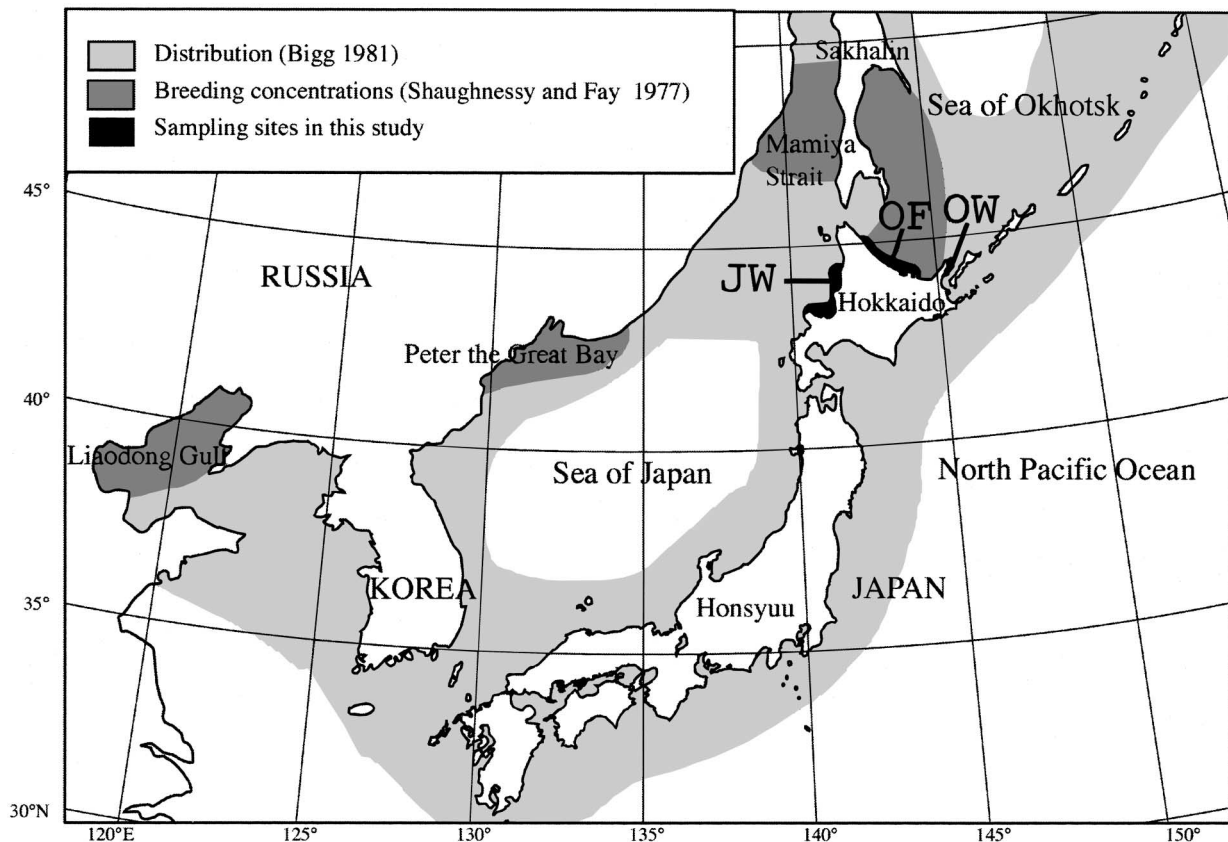 Distribution (Bigg 1981)
Breeding concentrations (Shaughnessy and Fay 1977)
Sampling sites in this study
Sakhalin
Sea of Okhotsk
Mamiya
Strait
45°
OF
OW
RUSSIA
JW
Hokkaido
Peter the Great Bay
40°
Liaodong Gulf
Sea of Japan
North Pacific Ocean
KOREA
JAPAN
35°
Honsyuu
30°N
120°E
125°
130°
135°
140°
145°
150°